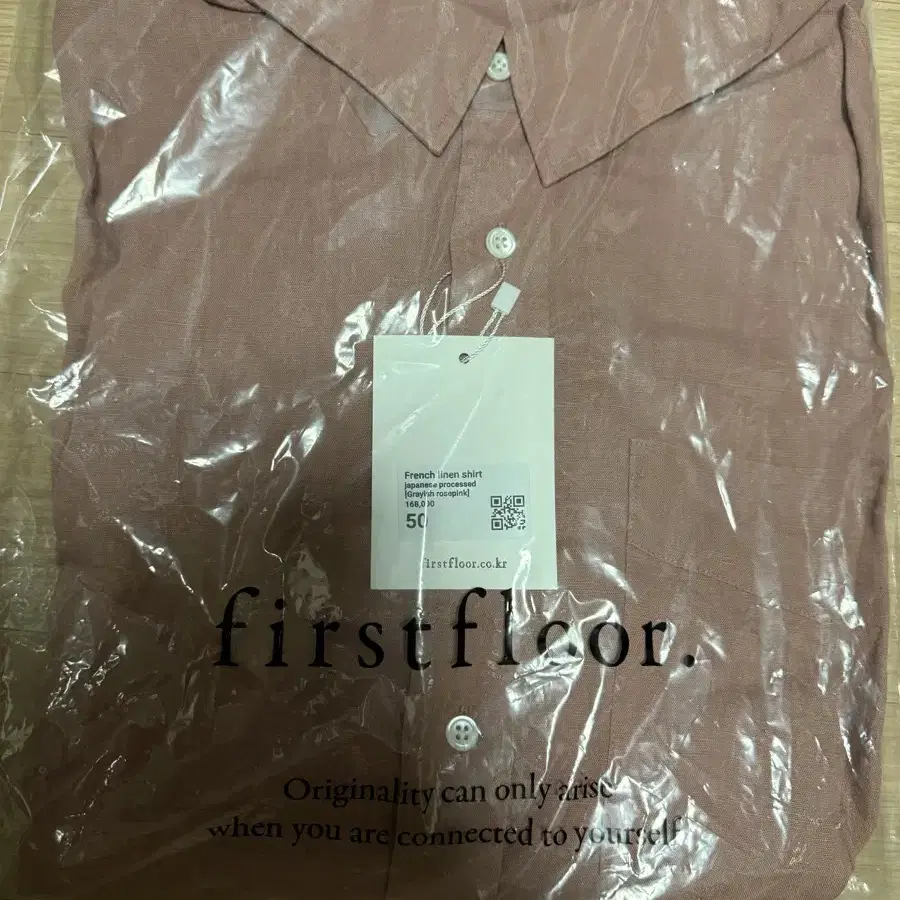 French linen shirt
japanese processed
[Grayish rosepink]
168,000
50
firstfloor.co.kr
firstfloor.
Originality can only arise
when you are connected to yourself